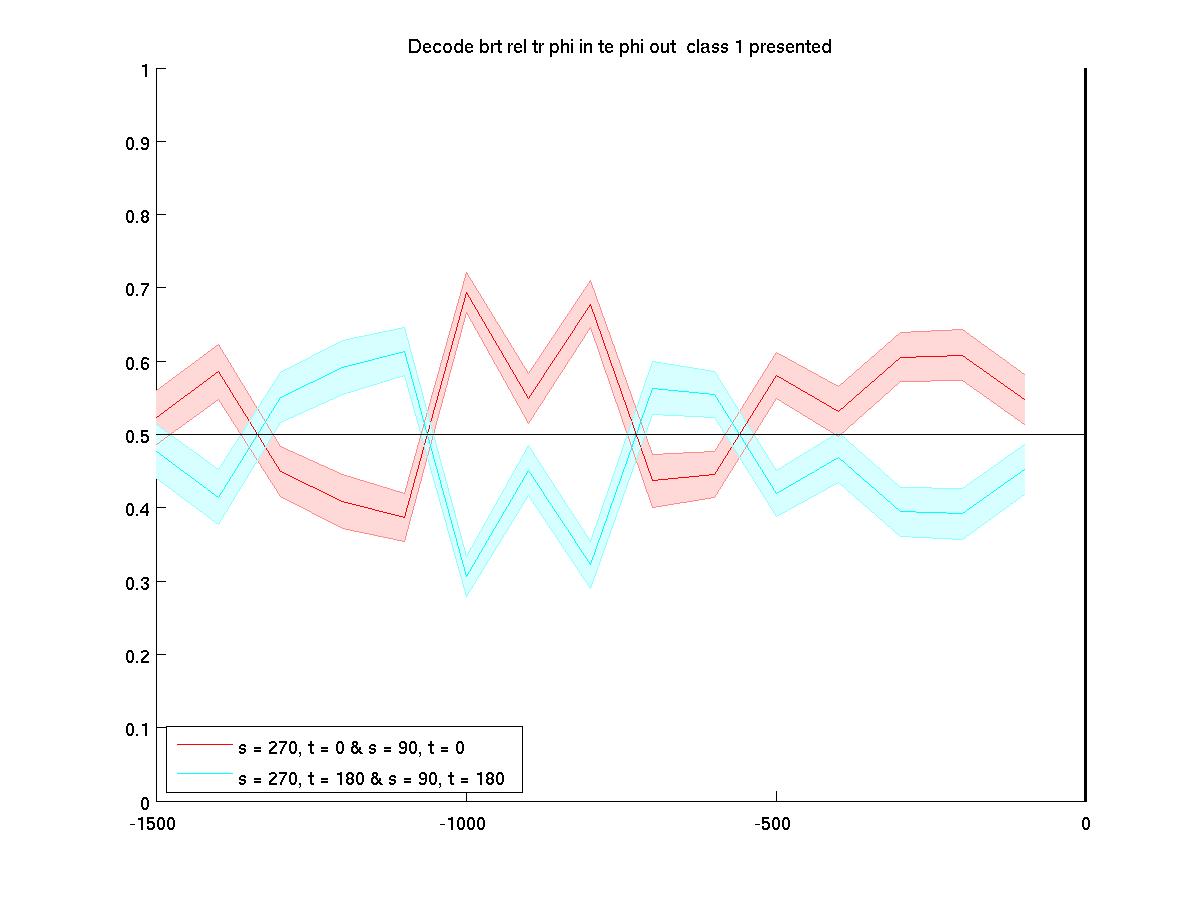 Decode brt rel tr phi in te phi out  class 1 presented
1
0.9
0.8
0.7
0.6
0.5
0.4
0.3
0.2
0.1
0
s = 270, t = 0 & s = 90, t = 0
s = 270, t = 180 & s = 90, t = 180
-1500 -1000 -500 0